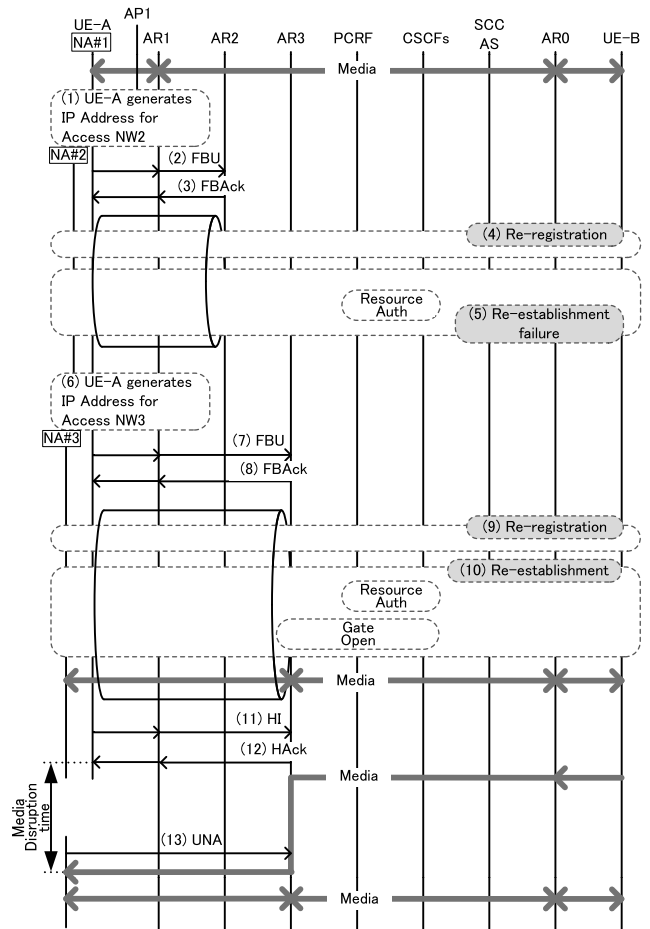 UE-A
AP1
NA#1
AR1
AR2
AR3
PCRF
CSCFs
SCC
AS
AR0
UE-B
Media
(1) UE-A generates
IP Address for
Access NW2
NA#2
(2) FBU
(3) FBAck
(4) Re-registration
Resource
Auth
(5) Re-establishment
failure
(6) UE-A generates
IP Address for
Access NW3
NA#3
(7) FBU
(8) FBAck
(9) Re-registration
(10) Re-establishment
Resource
Auth
Gate
Open
Media
(11) HI
(12) HAck
Media
Media
Disruption
time
(13) UNA
Media